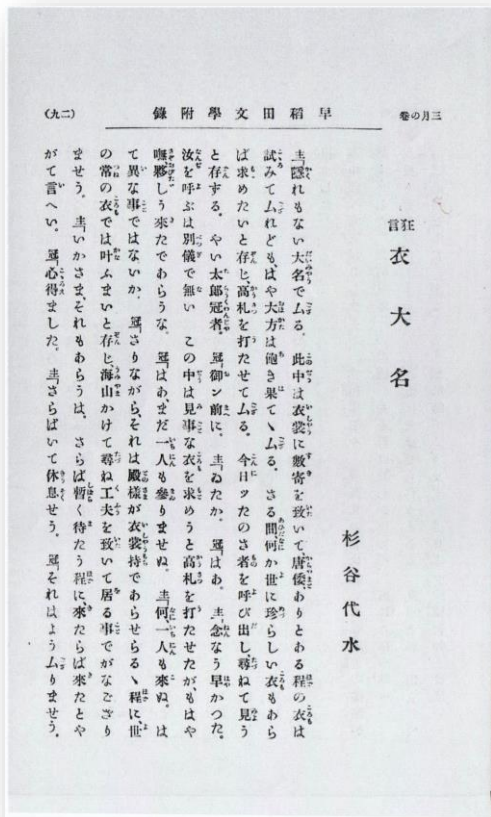 三月の巻
早稲田文學附録
(二九)
狂言 衣大名
杉谷代水
主「隱れもない大名でムる。此中は衣裳に數寄を致いて唐倭わりとある程の衣は
試みてムれども、はや大方は飽き果てゝムる。さる間、何か世に珍らしい衣もあら
ば求めたいと存じ、高札を打たせてムる。今日ッたのさ者を呼び出し、尋ねて見う
と存する。やい太郎冠者。冠「御ン前に。主「ゐたか。冠「はあ。主「念なう早かつた。
汝を呼ぶは別儀で無い この中は見事な衣を求めうと高札を打たせたが、もはや
嘸夥しう來たであらうな。冠「はあ、まだ一人も參りませぬ。主「何一人も來ぬ。は
て異な事ではないか。冠「さりながら、それは殿樣が衣裳持であらせらるゝ程に、世
の常の衣では叶ふまいと存じ、海山かけて尋ね工夫を致いて居る事でがなござり
ませう。主「いかさま、それもあらうは、さらば暫く待たう程に、來たらば來たとや
がて言へい。冠「心得ました。主「さらばいて休息せう。冠「それはようムりませう。